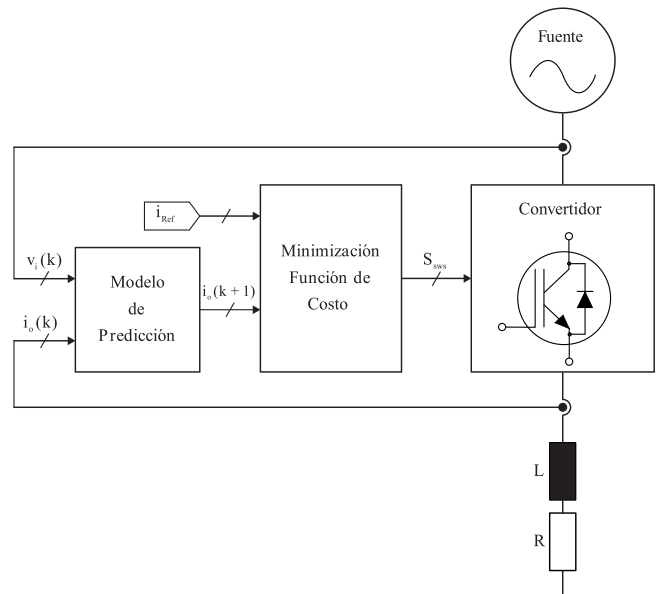 Fuente
Convertidor
i_Ref
Minimización
Función de
Costo
S_sws
v_i(k)
Modelo
de
Predicción
i_o(k+1)
i_o(k)
L
R